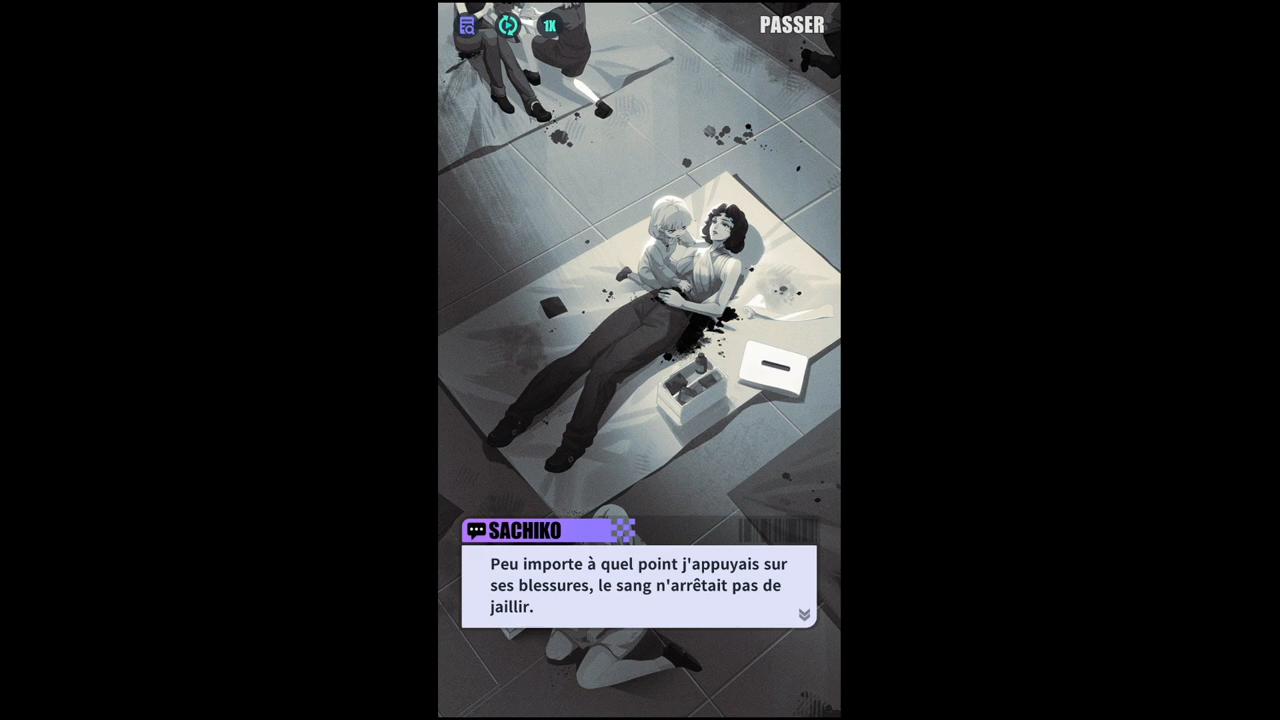 1X
PASSER
SACHIKO
Peu importe à quel point j'appuyais sur
ses blessures, le sang n'arrêtait pas de
jaillir.